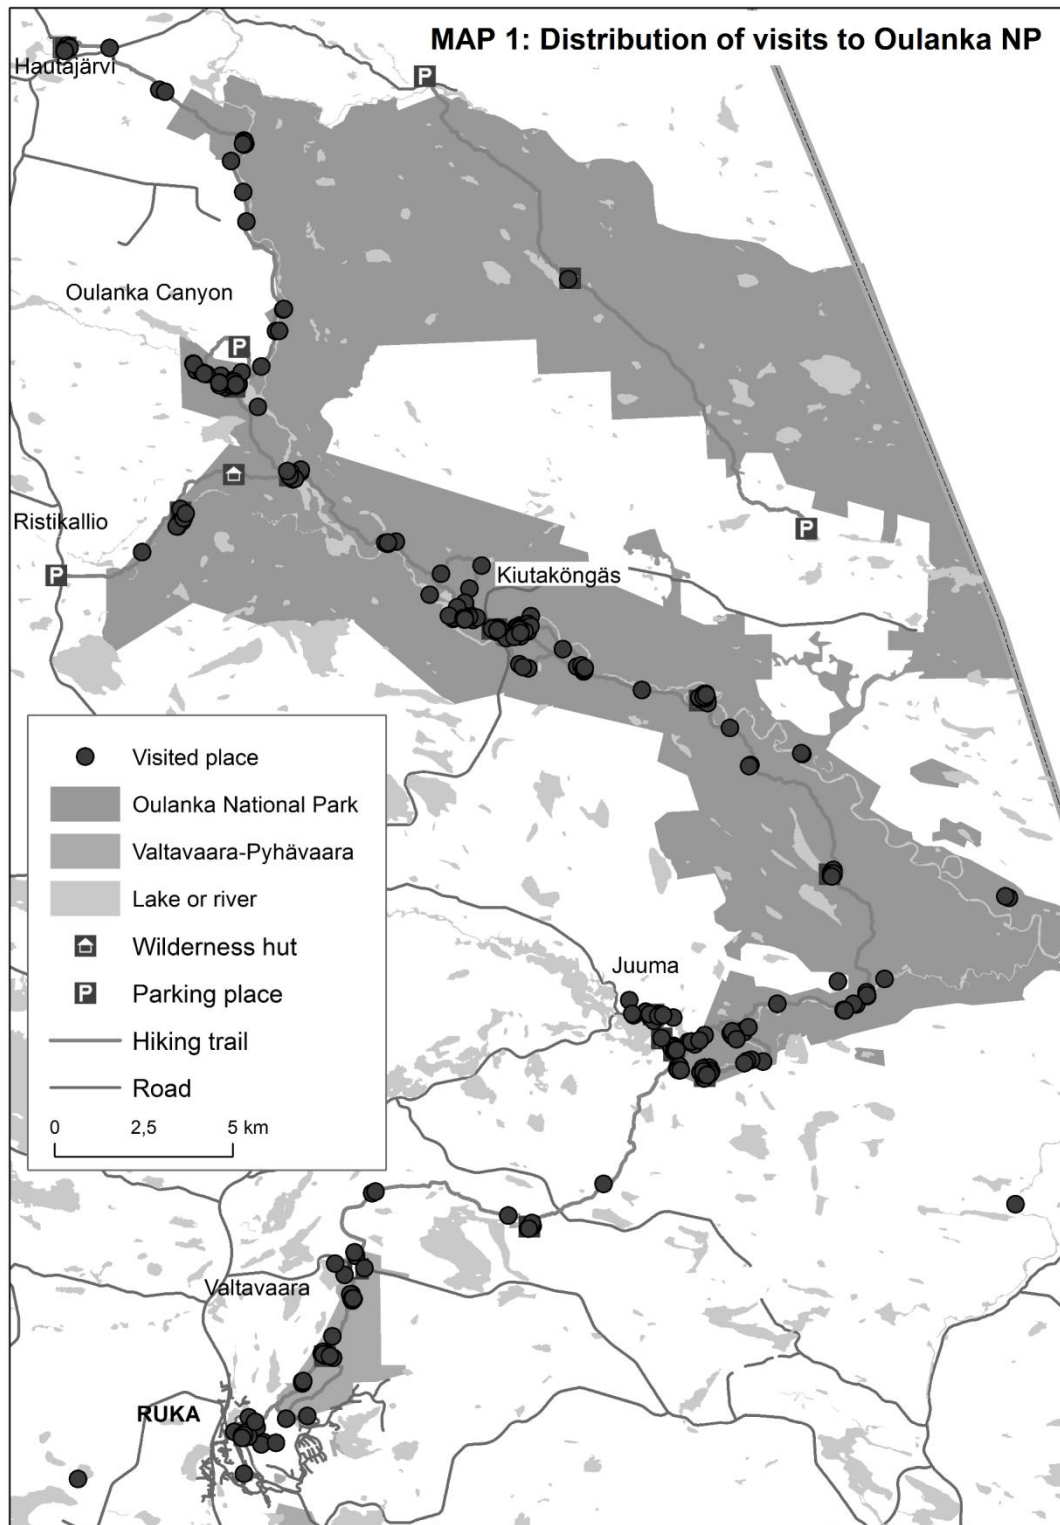 MAP 1: Distribution of visits to Oulanka NP
Hautajärvi
P
Oulanka Canyon
P
Ristikallio
P
P
Kiutaköngäs
Visited place
Oulanka National Park
Valtavaara-Pyhävaara
Lake or river
Wilderness hut
P Parking place
Hiking trail
Road
0 2,5 5 km
Juuma
Valtavaara
RUKA